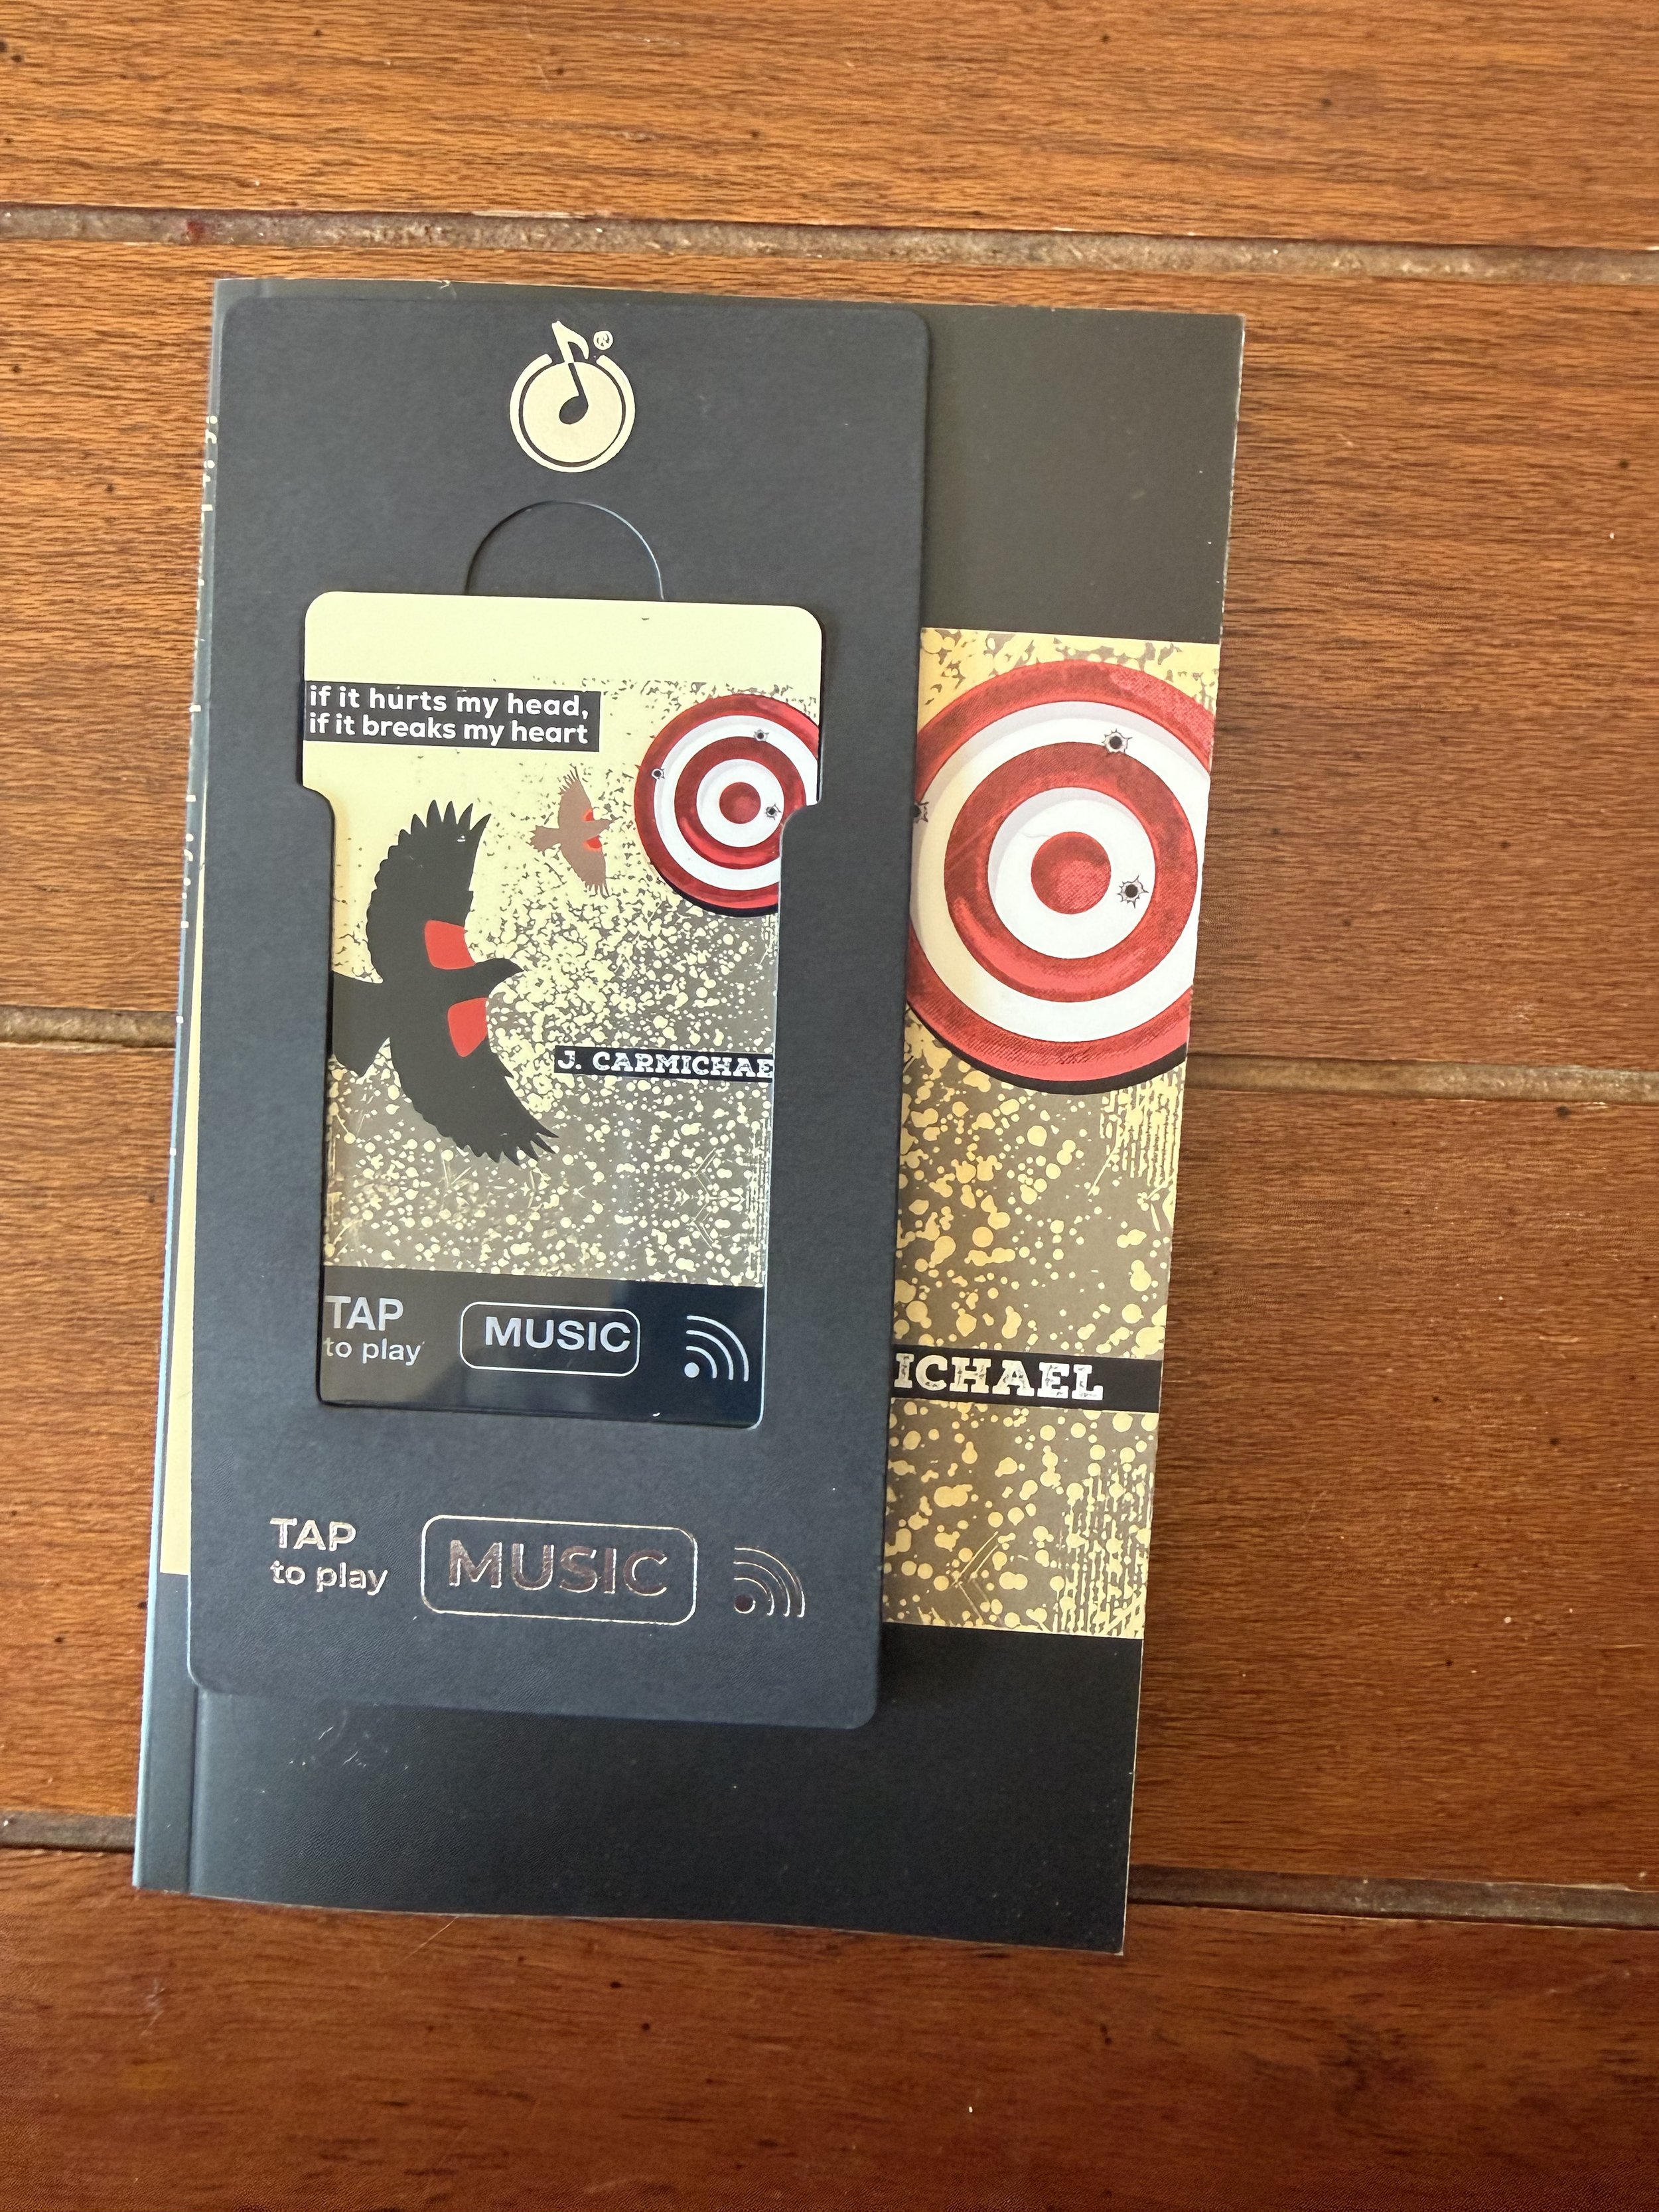 ®
if it hurts my head,
if it breaks my heart
J. CARMICHAE
TAP
to play
MUSIC
ICHAEL
TAP
to play
MUSIC